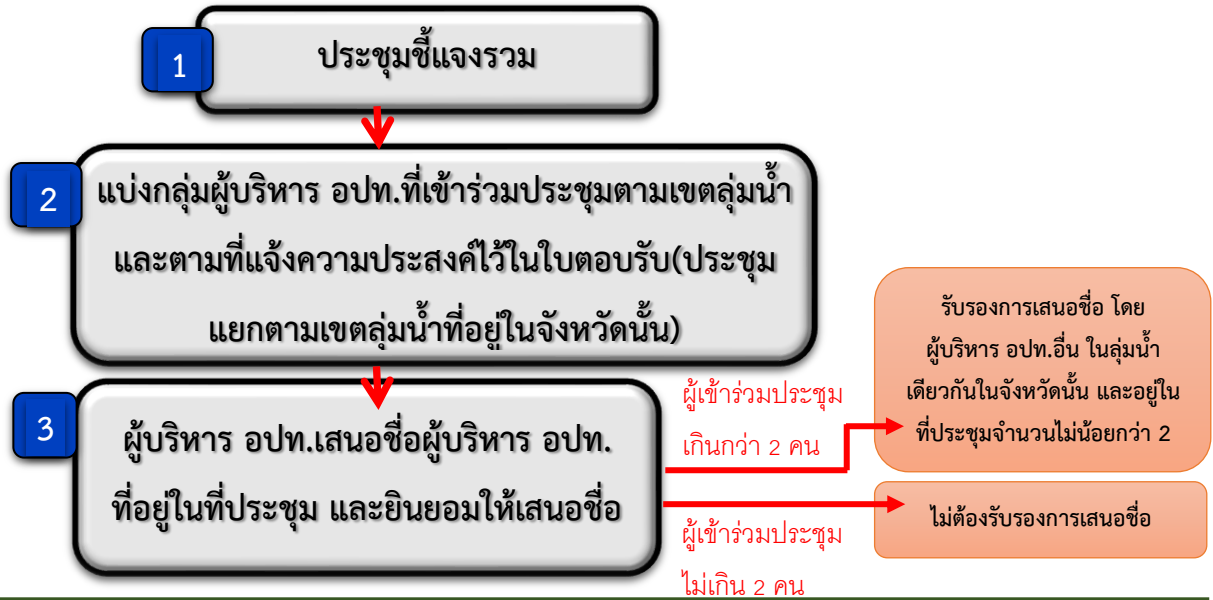 1
ประชุมชี้แจงรวม
2
แบ่งกลุ่มผู้บริหาร อปท.ที่เข้าร่วมประชุมตามเขตลุ่มน้ำ
และตามที่แจ้งความประสงค์ไว้ในใบตอบรับ(ประชุม
แยกตามเขตลุ่มน้ำที่อยู่ในจังหวัดนั้น)
3
ผู้บริหาร อปท.เสนอชื่อผู้บริหาร อปท.
ที่อยู่ในที่ประชุม และยินยอมให้เสนอชื่อ
ผู้เข้าร่วมประชุม
เกินกว่า 2 คน
รับรองการเสนอชื่อ โดย
ผู้บริหาร อปท.อื่น ในลุ่มน้ำ
เดียวกันในจังหวัดนั้น และอยู่ใน
ที่ประชุมจำนวนไม่น้อยกว่า 2
ผู้เข้าร่วมประชุม
ไม่เกิน 2 คน
ไม่ต้องรับรองการเสนอชื่อ